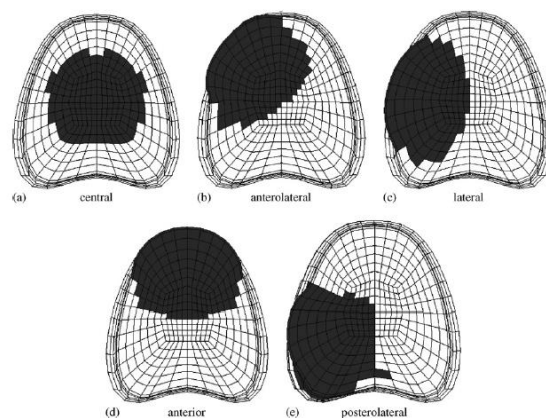 (a) central (b) anterolateral (c) lateral
(d) anterior (e) posterolateral